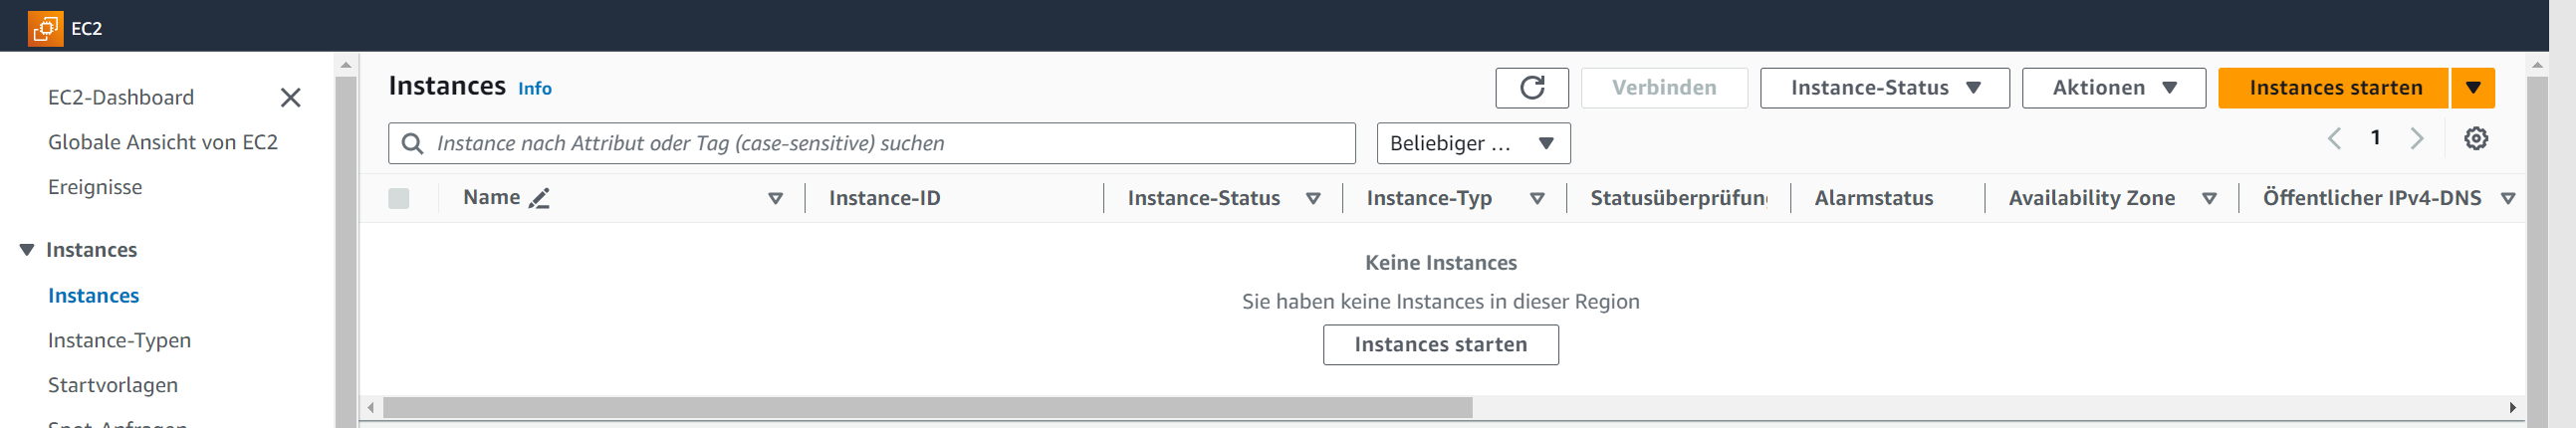 EC2
EC2-Dashboard
Globale Ansicht von EC2
Ereignisse
Instances
Instances
Instance-Typen
Startvorlagen
Spot-Anfragen
Instances Info
Verbinden
Instance-Status
Aktionen
Instances starten
Instance nach Attribut oder Tag (case-sensitive) suchen
Beliebiger ...
1
Name
Instance-ID
Instance-Status
Instance-Typ
Statusüberprüfun
Alarmstatus
Availability Zone
Öffentlicher IPv4-DNS
Keine Instances
Sie haben keine Instances in dieser Region
Instances starten